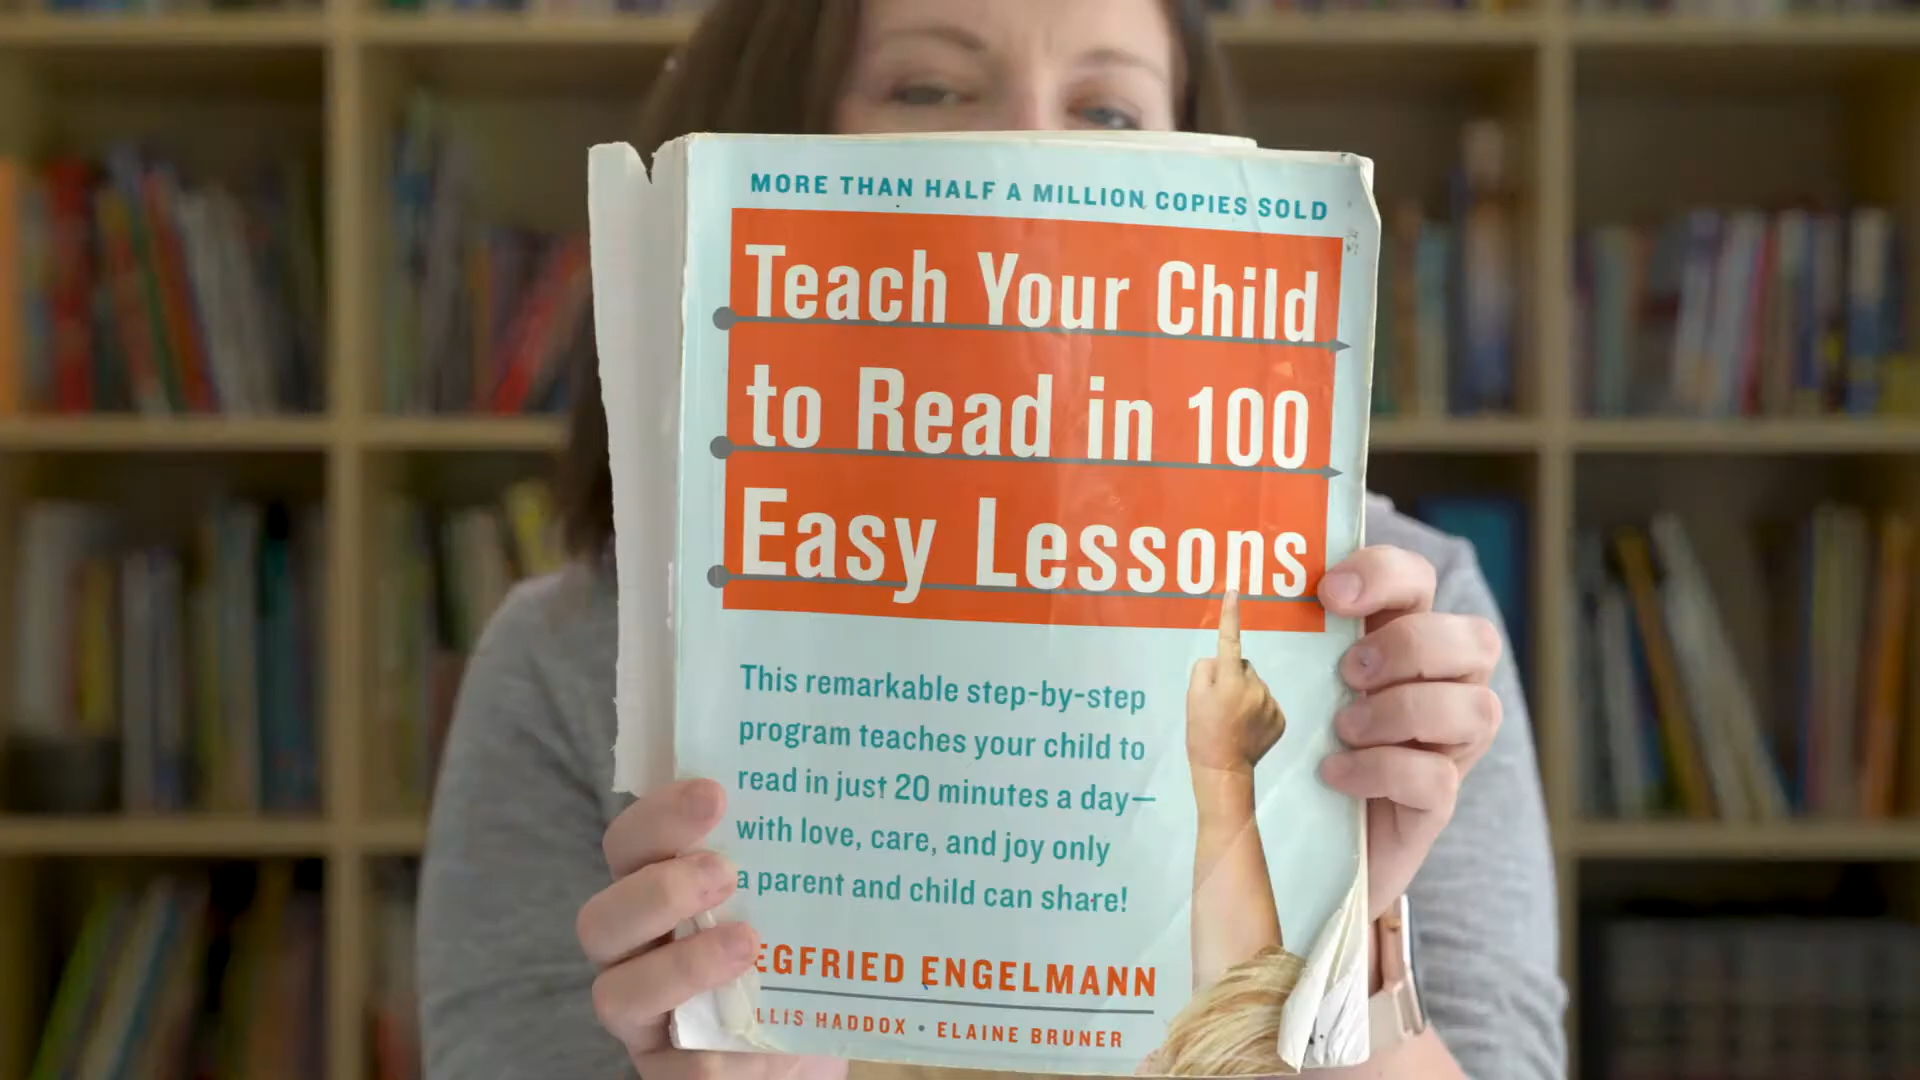 MORE THAN HALF A MILLION COPIES SOLD
Teach Your Child
to Read in 100
Easy Lessons
This remarkable step-by-step
program teaches your child to
read in just 20 minutes a day—
with love, care, and joy only
a parent and child can share!
EGFRIED ENGELMANN
LLIS HADDOX • ELAINE BRUNER